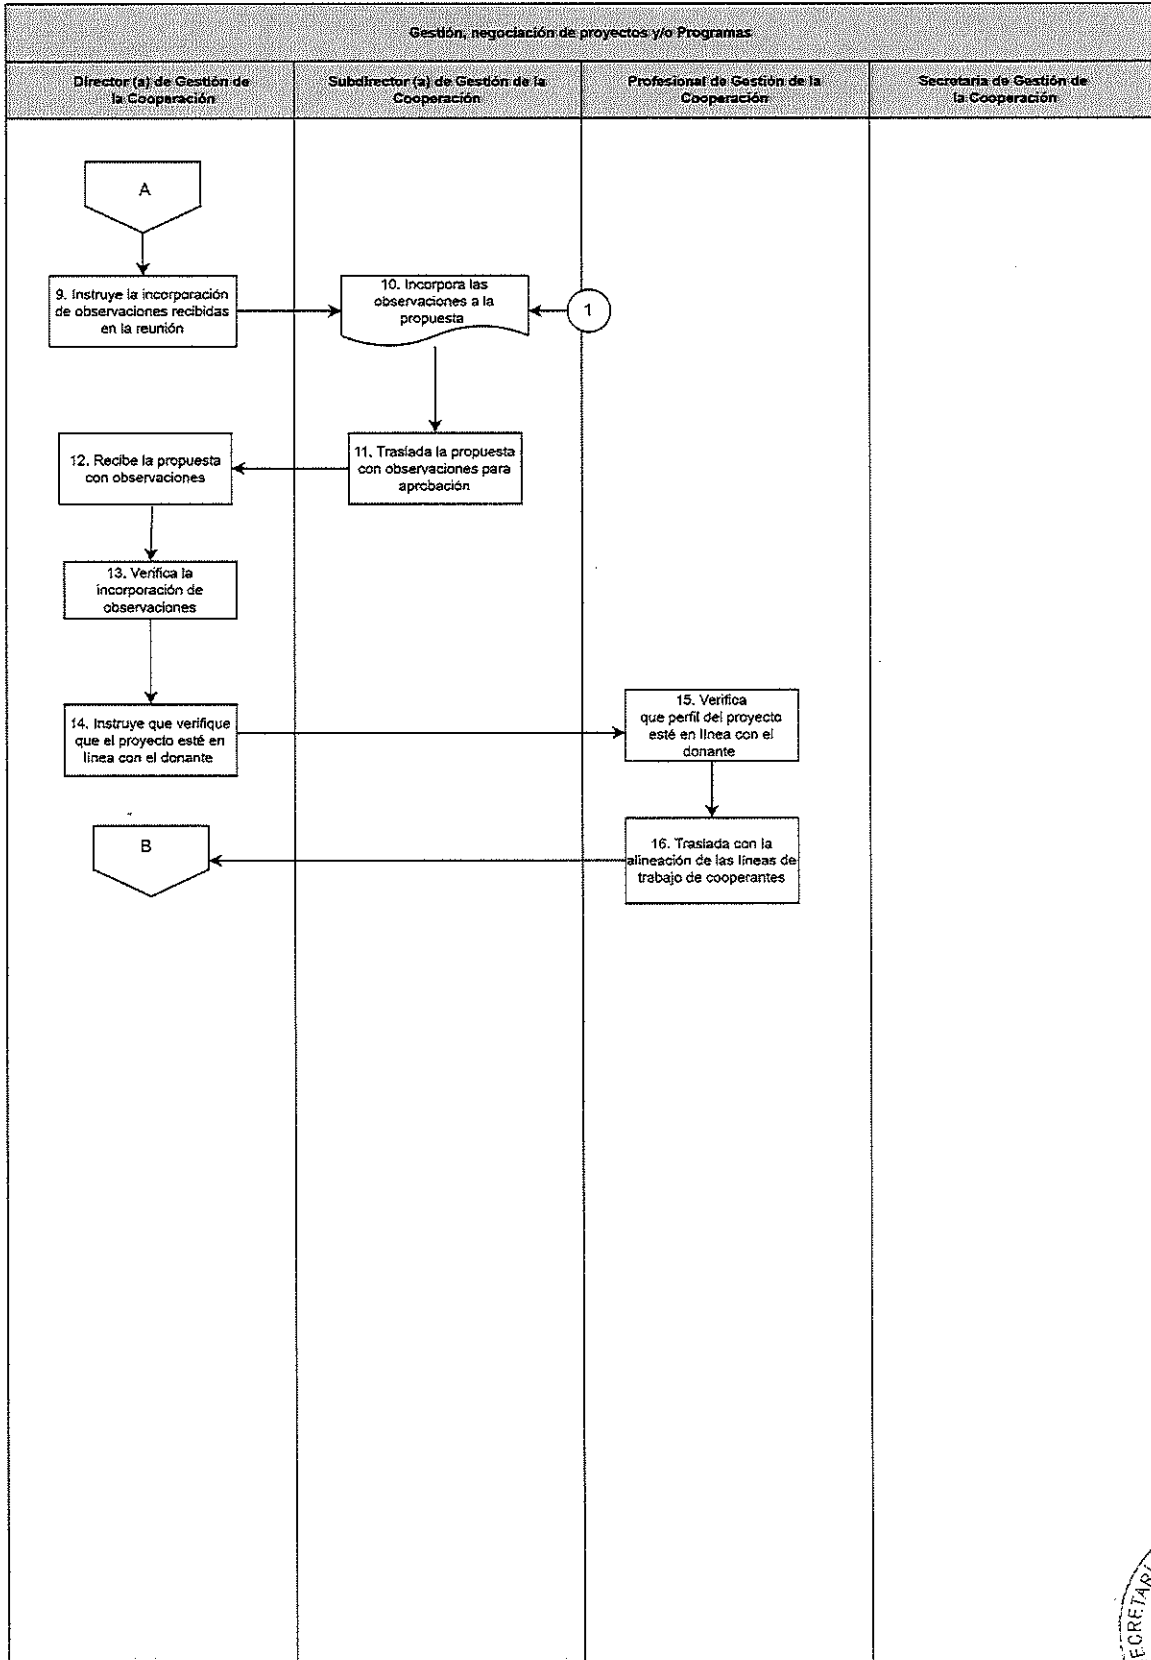 Gestión, negociación de proyectos y/o Programas
Director (a) de Gestión de
la Cooperación
Subdirector (a) de Gestión de la
Cooperación
Profesional de Gestión de la
Cooperación
Secretaria de Gestión de
la Cooperación
A
9. Instruye la incorporación
de observaciones recibidas
en la reunión
10. Incorpora las
observaciones a la
propuesta
1
12. Recibe la propuesta
con observaciones
11. Traslada la propuesta
con observaciones para
aprobación
13. Verifica la
incorporación de
observaciones
14. Instruye que verifique
que el proyecto esté en
linea con el donante
15. Verifica
que perfil del proyecto
esté en linea con el
donante
B
16. Traslada con la
alineación de las líneas de
trabajo de cooperantes
ECRETARÍ